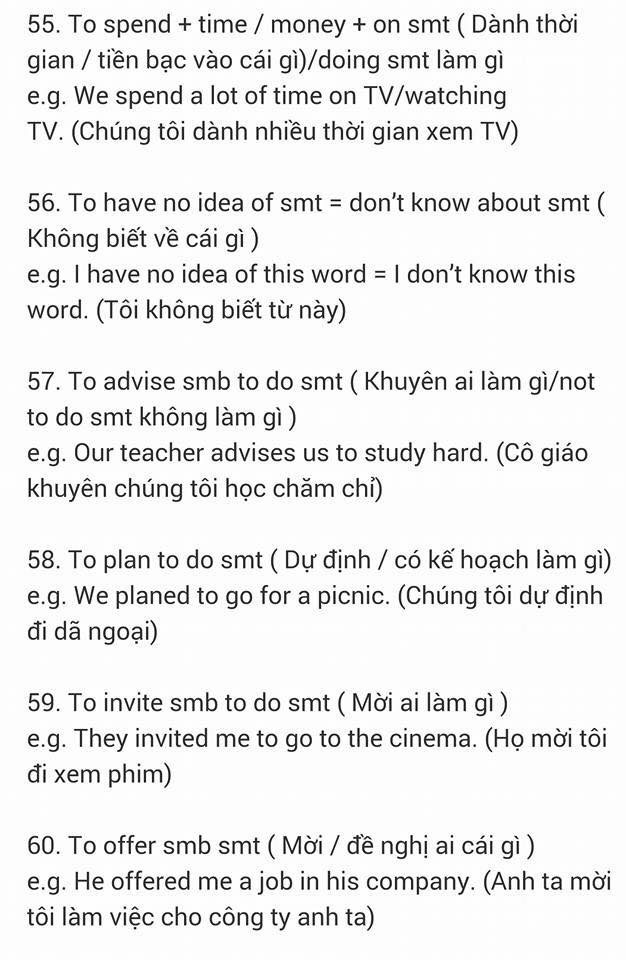 55. To spend + time / money + on smt ( Dành thời
gian / tiền bạc vào cái gì)/doing smt làm gì
e.g. We spend a lot of time on TV/watching
TV. (Chúng tôi dành nhiều thời gian xem TV)
56. To have no idea of smt = don’t know about smt (
Không biết về cái gì )
e.g. I have no idea of this word = I don’t know this
word. (Tôi không biết từ này)
57. To advise smb to do smt ( Khuyên ai làm gì/not
to do smt không làm gì )
e.g. Our teacher advises us to study hard. (Cô giáo
khuyên chúng tôi học chăm chỉ)
58. To plan to do smt ( Dự định / có kế hoạch làm gì)
e.g. We planed to go for a picnic. (Chúng tôi dự định
đi dã ngoại)
59. To invite smb to do smt ( Mời ai làm gì )
e.g. They invited me to go to the cinema. (Họ mời tôi
đi xem phim)
60. To offer smb smt ( Mời / đề nghị ai cái gì )
e.g. He offered me a job in his company. (Anh ta mời
tôi làm việc cho công ty anh ta)